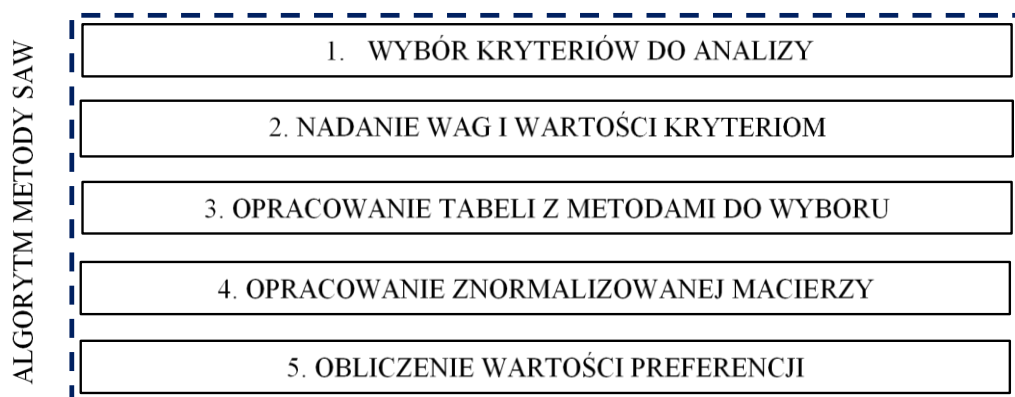 ALGORYTM METODY SAW
1. WYBÓR KRYTERIÓW DO ANALIZY
2. NADANIE WAG I WARTOŚCI KRYTERIOM
3. OPRACOWANIE TABELI Z METODAMI DO WYBORU
4. OPRACOWANIE ZNORMALIZOWANEJ MACIERZY
5. OBLICZENIE WARTOŚCI PREFERENCJI